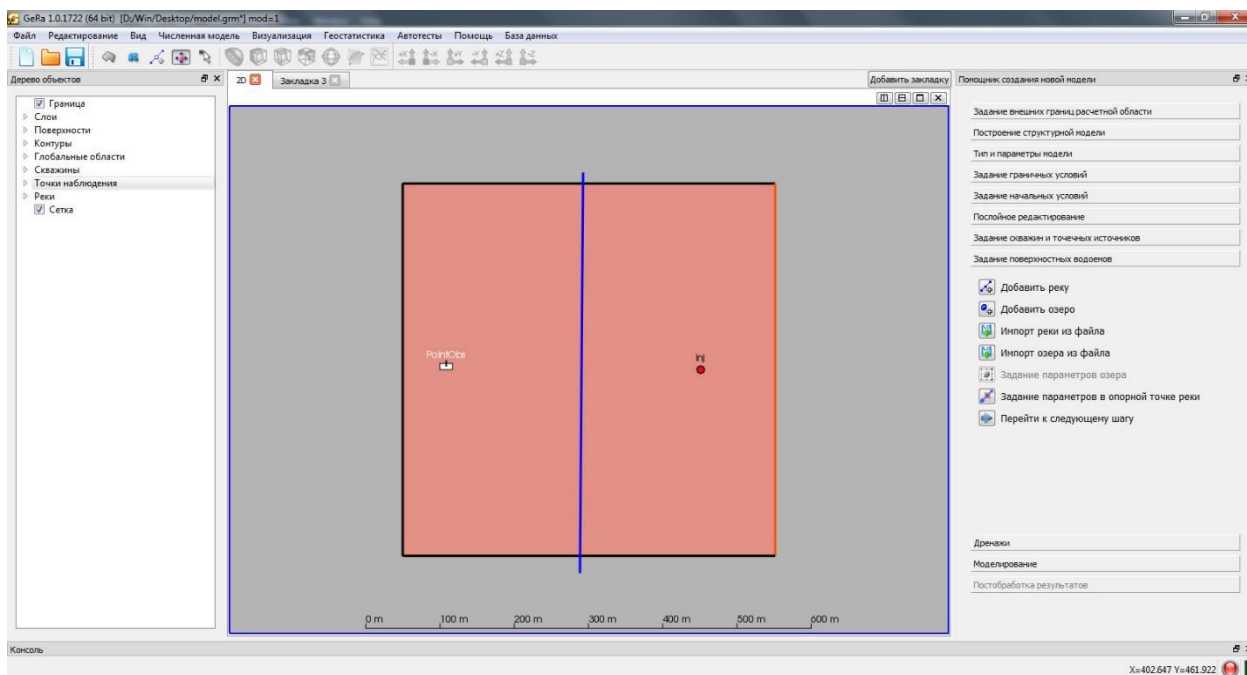 GeRa 1.0.1722 (64 bit) [D:/Win/Desktop/model.grm*] mod=1
Файл Редактирование Вид Численная модель Визуализация Геостатистика Автотесты Помощь База данных
Дерево объектов
2D
Закладка 3
Добавить закладку
Помощник создания новой модели
Граница
Слои
Поверхности
Контуры
Глобальные области
Скважины
Точки наблюдения
Реки
Сетка
PointObs
Inj
0 m 100 m 200 m 300 m 400 m 500 m 600 m
Задание внешних границ расчетной области
Построение структурной модели
Тип и параметры модели
Задание граничных условий
Задание начальных условий
Послойное редактирование
Задание скважин и точечных источников
Задание поверхностных водоемов
Добавить реку
Добавить озеро
Импорт реки из файла
Импорт озера из файла
Задание параметров озера
Задание параметров в опорной точке реки
Перейти к следующему шагу
Дренажи
Моделирование
Постобработка результатов
Консоль
X=402.647 Y=461.922